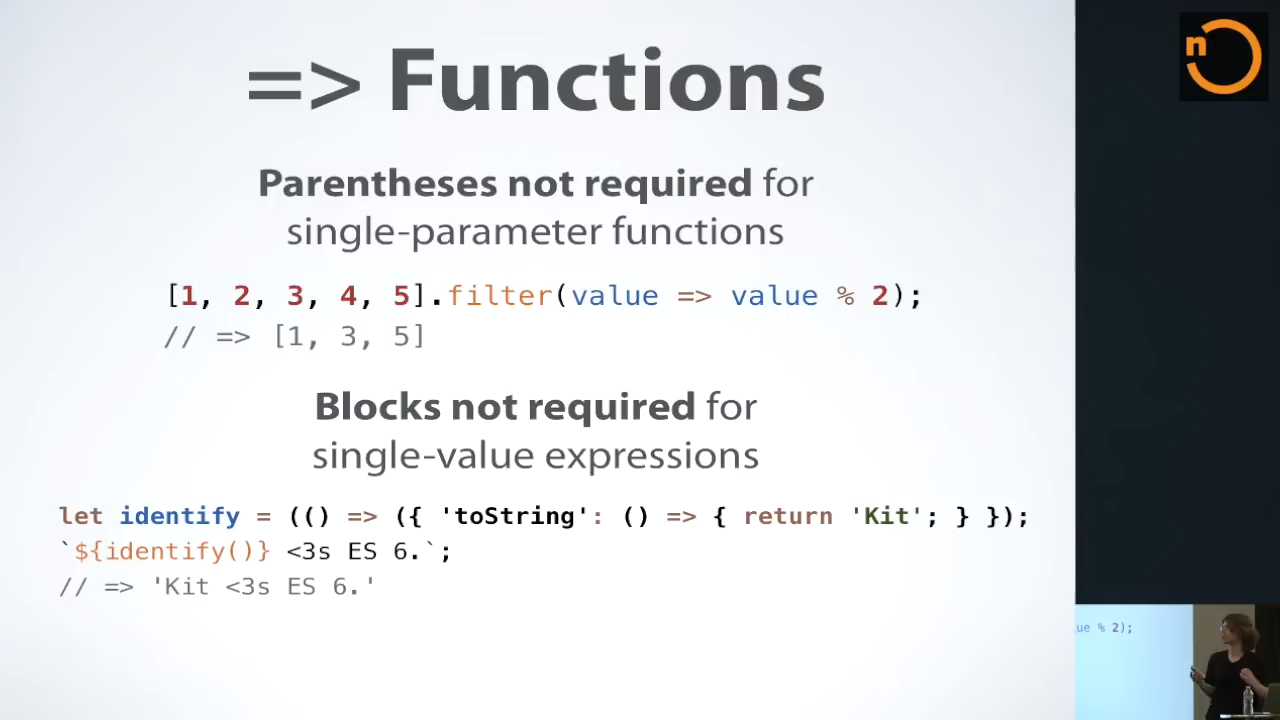 => Functions
Parentheses not required for
single-parameter functions
[1, 2, 3, 4, 5].filter(value => value % 2);
// => [1, 3, 5]
Blocks not required for
single-value expressions
let identify = (() => ({ 'toString': () => { return 'Kit'; } });
`${identify()} <3s ES 6.`;
// => 'Kit <3s ES 6.'
n
ue % 2);